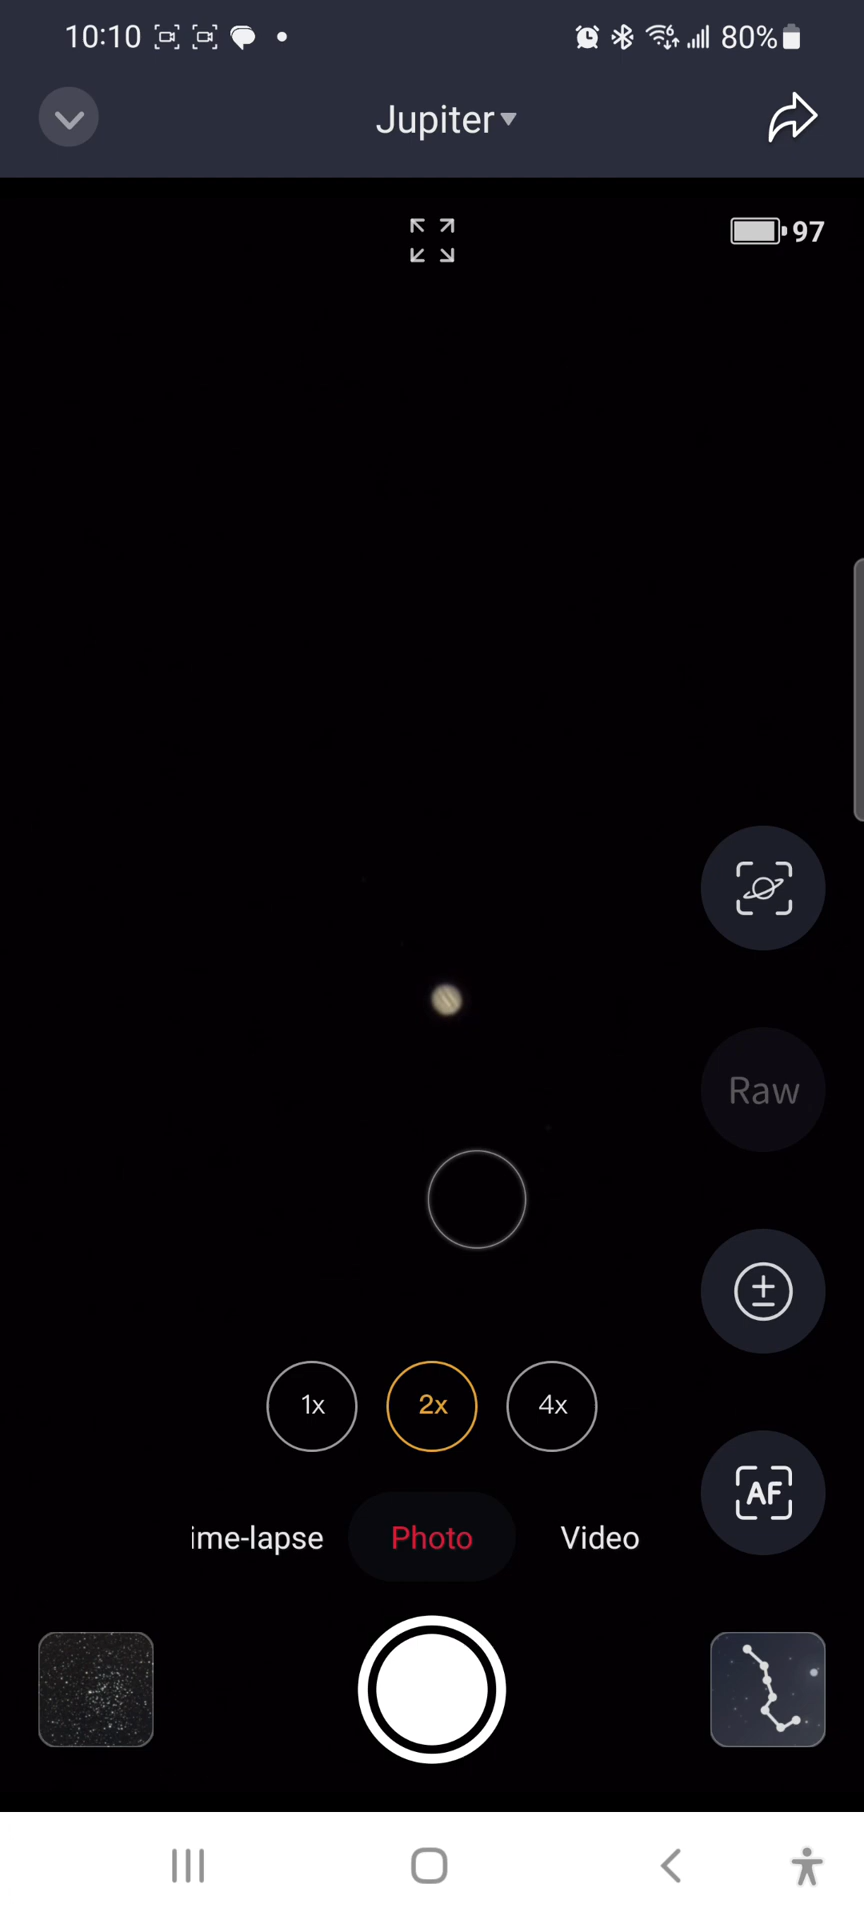 10:10 80%
Jupiter
97
Raw
1x 2x 4x
AF
ime-lapse Photo Video